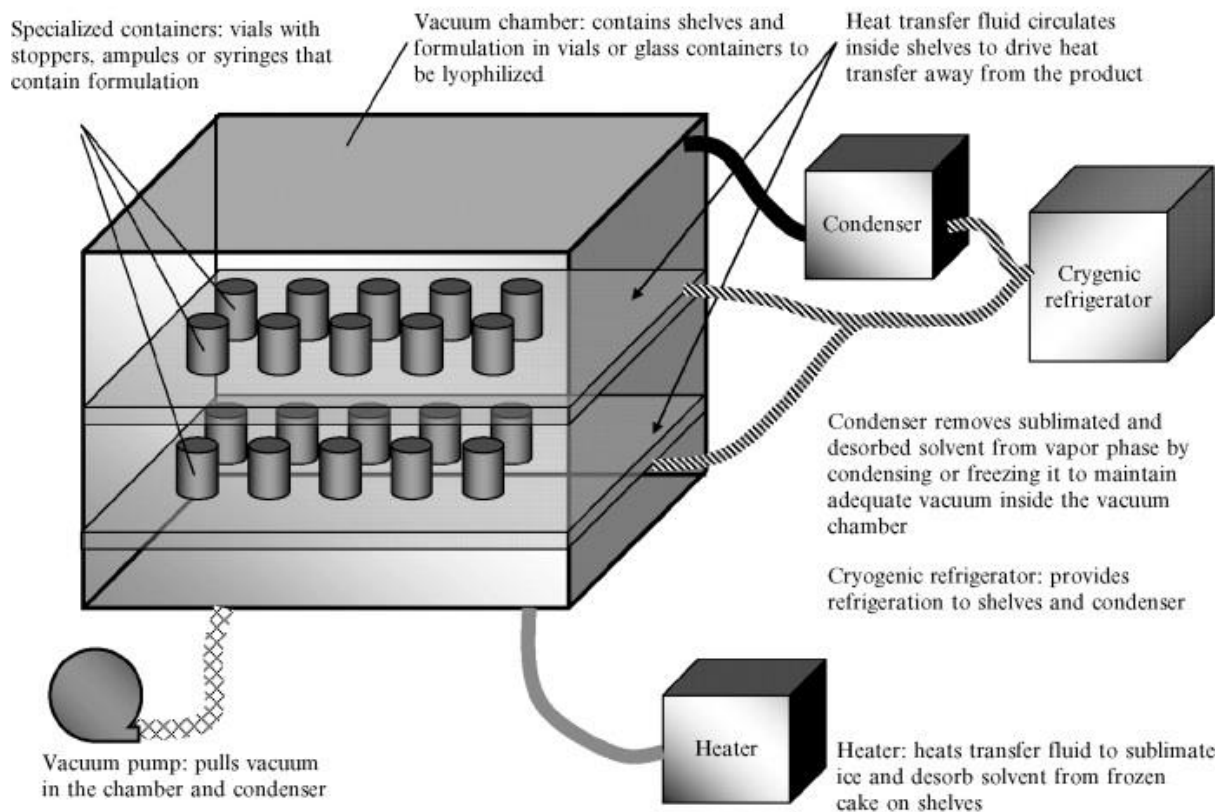 Specialized containers: vials with
stoppers, ampules or syringes that
contain formulation
Vacuum chamber: contains shelves and
formulation in vials or glass containers to
be lyophilized
Heat transfer fluid circulates
inside shelves to drive heat
transfer away from the product
Condenser
Crygenic
refrigerator
Condenser removes sublimated and
desorbed solvent from vapor phase by
condensing or freezing it to maintain
adequate vacuum inside the vacuum
chamber
Cryogenic refrigerator: provides
refrigeration to shelves and condenser
Vacuum pump: pulls vacuum
in the chamber and condenser
Heater
Heater: heats transfer fluid to sublimate
ice and desorb solvent from frozen
cake on shelves